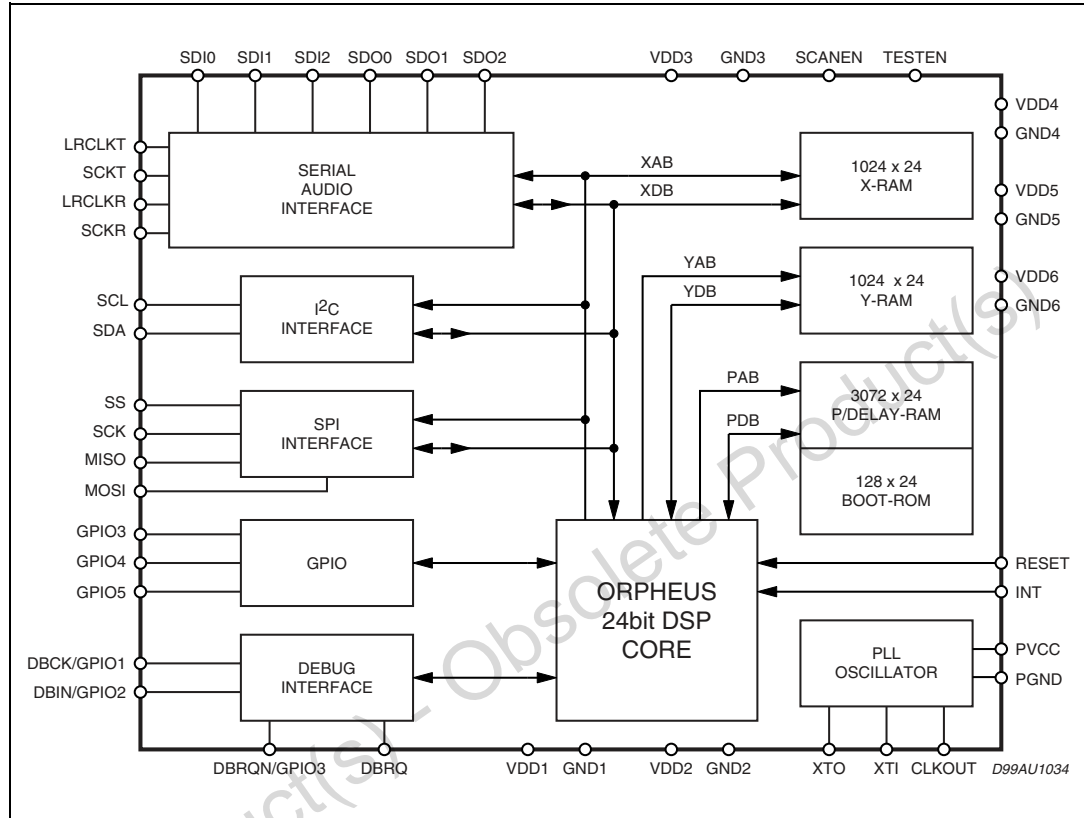 SDI0 SDI1 SDI2 SDO0 SDO1 SDO2 VDD3 GND3 SCANEN TESTEN
VDD4
GND4
LRCLKT
SCKT
LRCLKR
SCKR
SERIAL
AUDIO
INTERFACE
XAB
XDB
1024 x 24
X-RAM
VDD5
GND5
SCL
SDA
I2C
INTERFACE
YAB
YDB
1024 x 24
Y-RAM
VDD6
GND6
SS
SCK
MISO
MOSI
SPI
INTERFACE
PAB
PDB
3072 x 24
P/DELAY-RAM
128 x 24
BOOT-ROM
GPIO3
GPIO4
GPIO5
GPIO
ORPHEUS
24bit DSP
CORE
RESET
INT
DBCK/GPIO1
DBIN/GPIO2
DEBUG
INTERFACE
PLL
OSCILLATOR
PVCC
PGND
DBRQN/GPIO3 DBRQ VDD1 GND1 VDD2 GND2 XTO XTI CLKOUT D99AU1034
uct(s) - Obsolete Product(s)